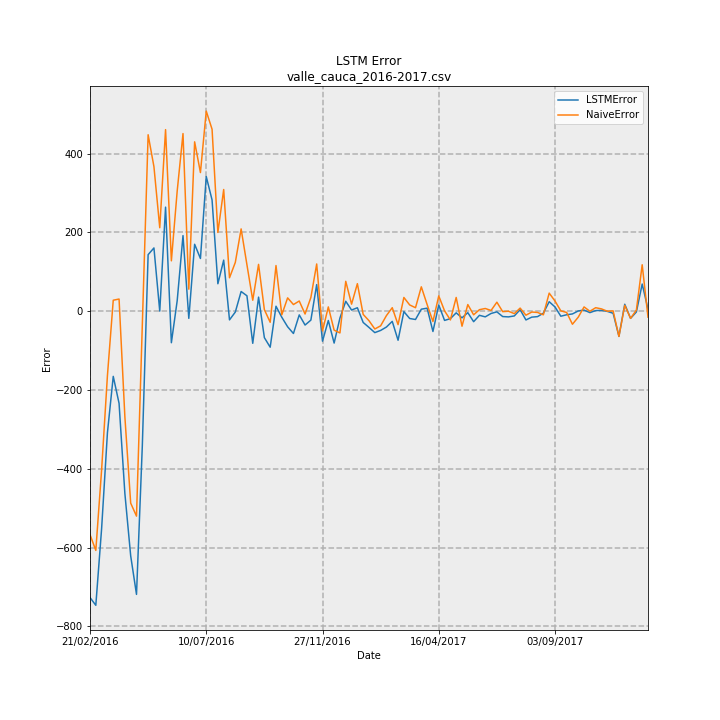 LSTM Error
valle_cauca_2016-2017.csv
LSTMError
NaiveError
400
200
0
−200
−400
−600
−800
Error
21/02/2016
10/07/2016
27/11/2016
16/04/2017
03/09/2017
Date